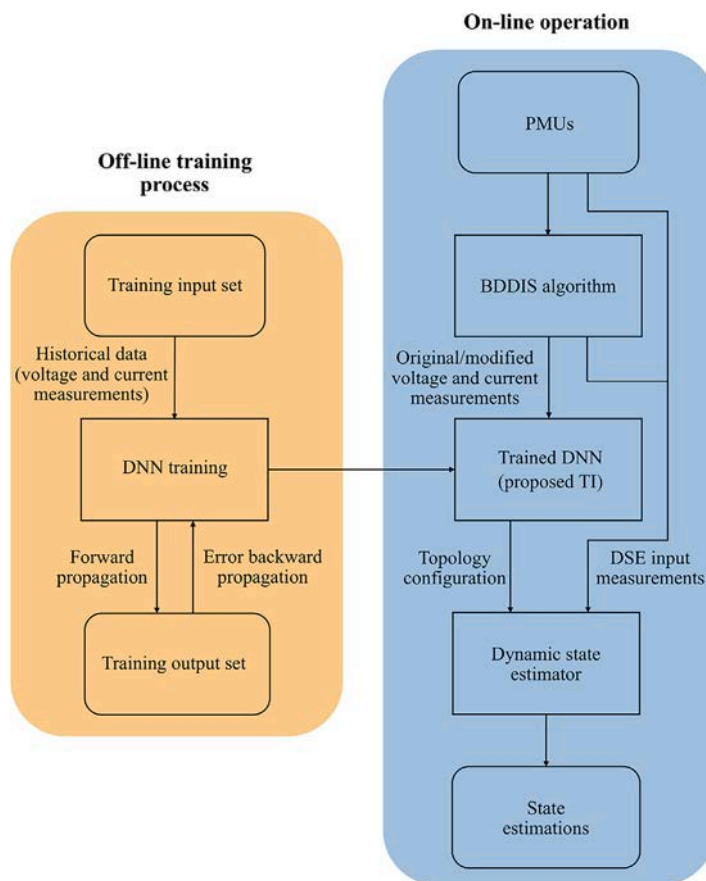 On-line operation
PMUs
Off-line training
process
Training input set
BDDIS algorithm
Historical data
(voltage and current
measurements)
Original/modified
voltage and current
measurements
DNN training
Trained DNN
(proposed TI)
Forward
propagation
Error backward
propagation
Topology
configuration
DSE input
measurements
Training output set
Dynamic state
estimator
State
estimations